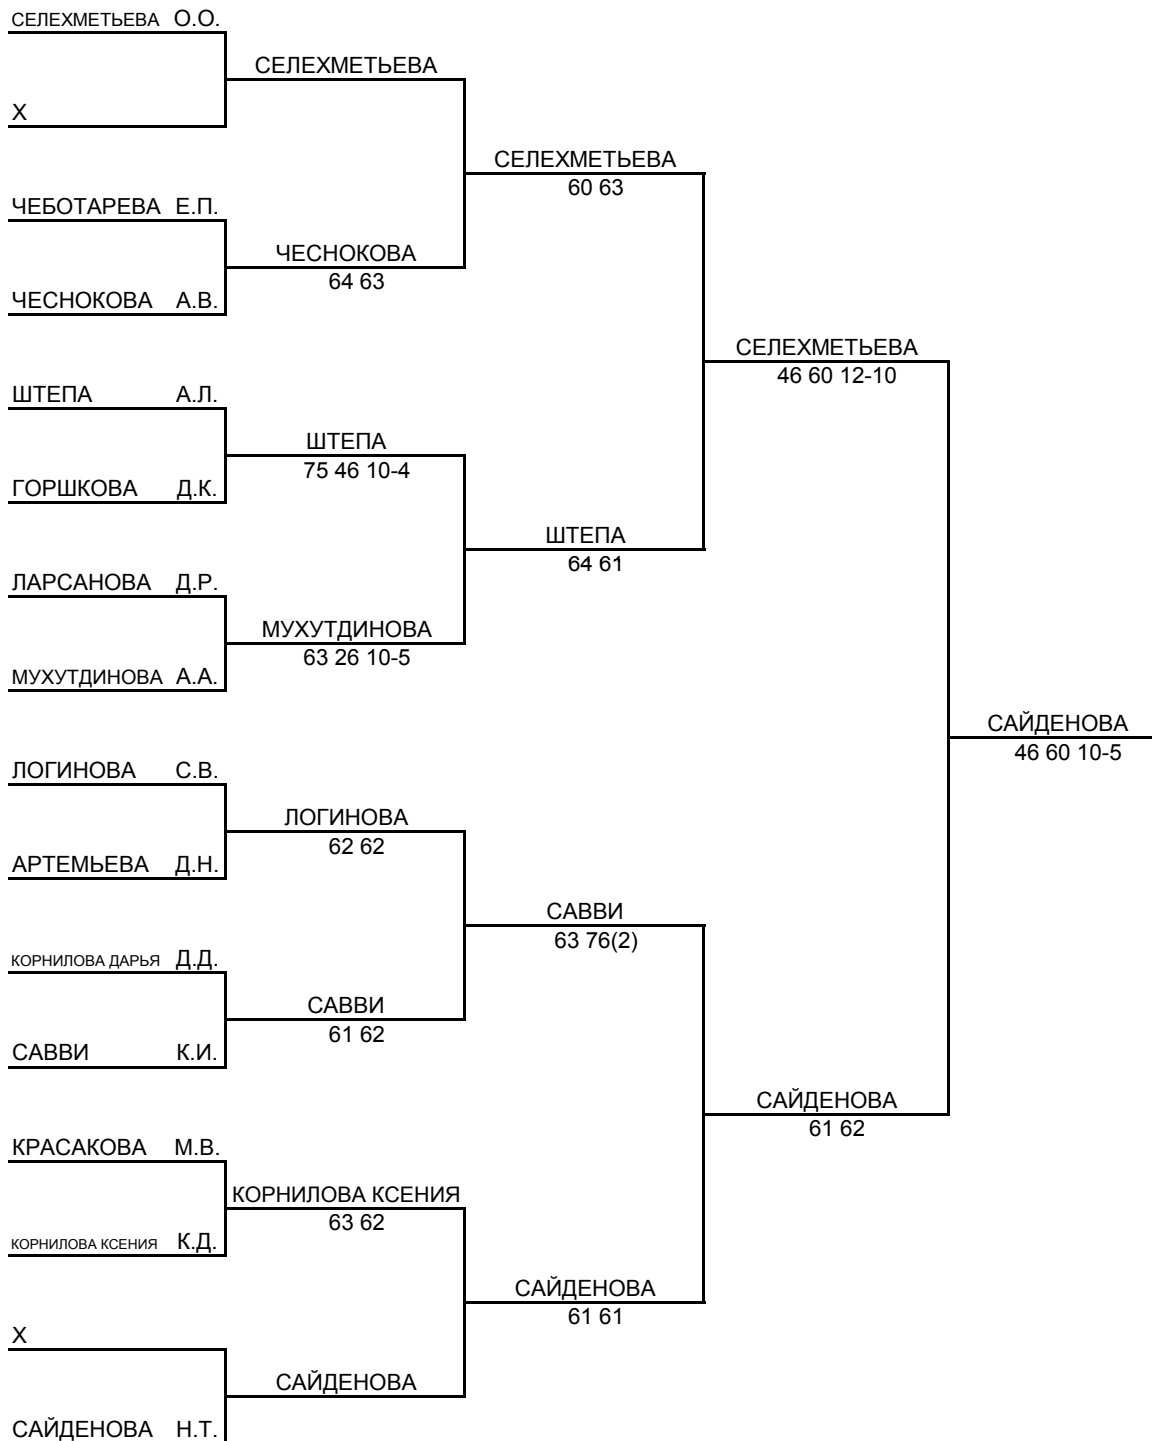 СЕЛЕХМЕТЬЕВА О.О.
СЕЛЕХМЕТЬЕВА
X
СЕЛЕХМЕТЬЕВА
60 63
ЧЕБОТАРЕВА Е.П.
ЧЕСНОКОВА
64 63
ЧЕСНОКОВА А.В.
СЕЛЕХМЕТЬЕВА
46 60 12-10
ШТЕПА А.Л.
ШТЕПА
75 46 10-4
ГОРШКОВА Д.К.
ШТЕПА
64 61
ЛАРСАНОВА Д.Р.
МУХУТДИНОВА
63 26 10-5
МУХУТДИНОВА А.А.
САЙДЕНОВА
46 60 10-5
ЛОГИНОВА С.В.
ЛОГИНОВА
62 62
АРТЕМЬЕВА Д.Н.
САВВИ
63 76(2)
КОРНИЛОВА ДАРЬЯ Д.Д.
САВВИ
61 62
САВВИ К.И.
САЙДЕНОВА
61 62
КРАСАКОВА М.В.
КОРНИЛОВА КСЕНИЯ
63 62
КОРНИЛОВА КСЕНИЯ К.Д.
САЙДЕНОВА
61 61
X
САЙДЕНОВА
САЙДЕНОВА Н.Т.